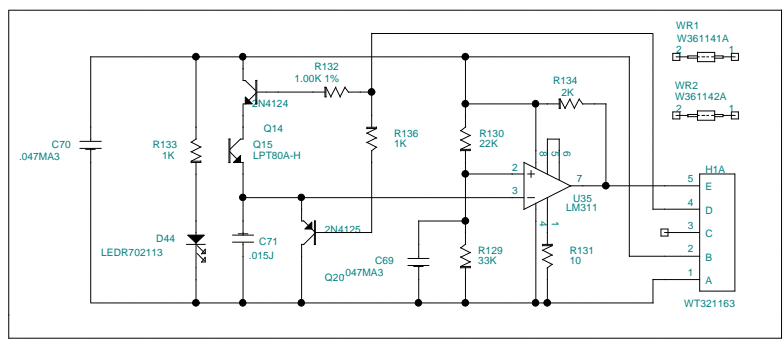 WR1
W361141A
2 1
WR2
W361142A
2 1
R132
1.00K 1%
R134
2K
2N4124
Q14
C70
.047MA3
R133
1K
Q15
LPT80A-H
R136
1K
R130
22K
8 5 6
2 + 7
3 -
U35
LM311
4 1
H1A
5 E
4 D
3 C
2 B
1 A
WT321163
D44
LEDR702113
C71
.015J
2N4125
Q20
C69
.047MA3
R129
33K
R131
10